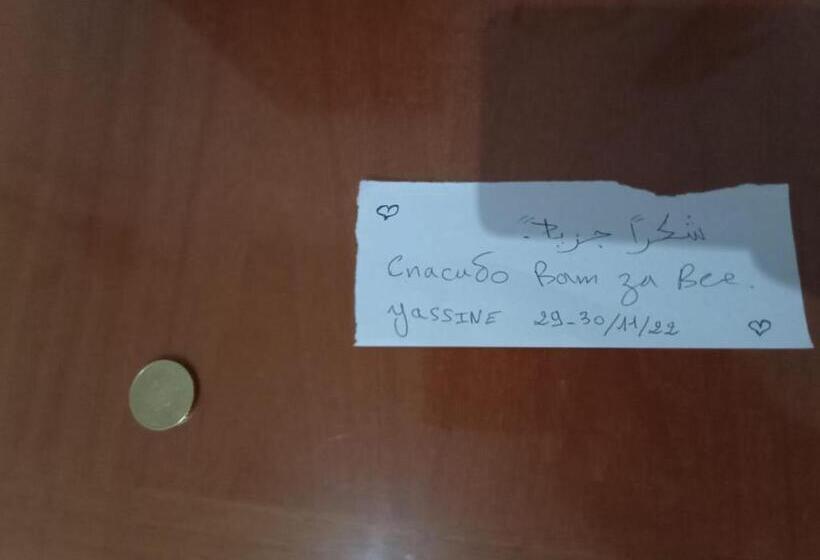 شكراً جزيلاً.
Спасибо Вам за все.
yassine 29-30/11/22